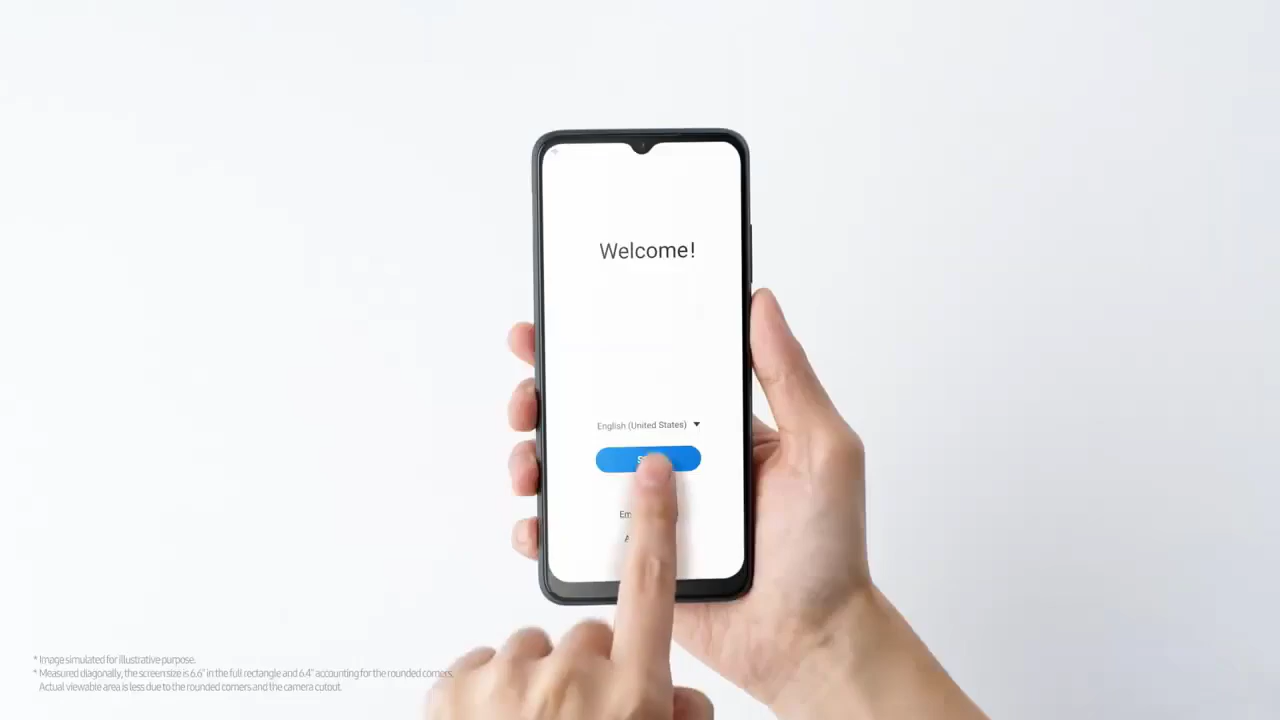 Welcome!
English (United States)
* Image simulated for illustrative purpose.
* Measured diagonally, the screen size is 6.6" in the full rectangle and 6.4" accounting for the rounded corners.
Actual viewable area is less due to the rounded corners and the camera cutout.